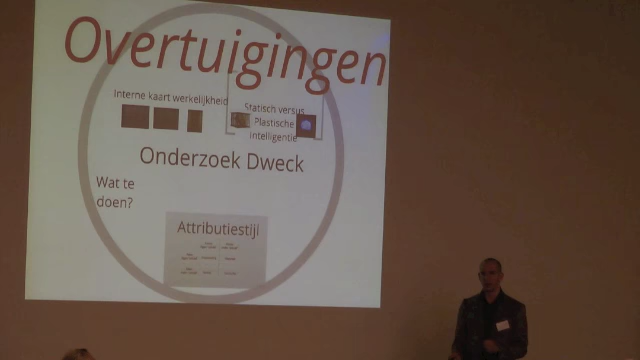 Overtuigingen
Interne kaart werkelijkheid
Statisch versus
Plastische
intelligentie
Onderzoek Dweck
Wat te
doen?
Attributiestijl